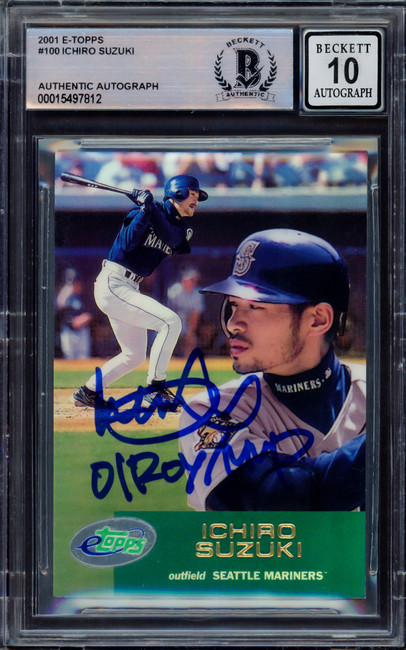 2001 E-TOPPS
#100 ICHIRO SUZUKI
AUTHENTIC AUTOGRAPH
00015497812
BECKETT
B
AUTHENTIC
BECKETT
10
AUTOGRAPH
MARINERS
S
MARINERS
01 ROY/MVP
etopps
ICHIRO
SUZUKI
outfield SEATTLE MARINERS™